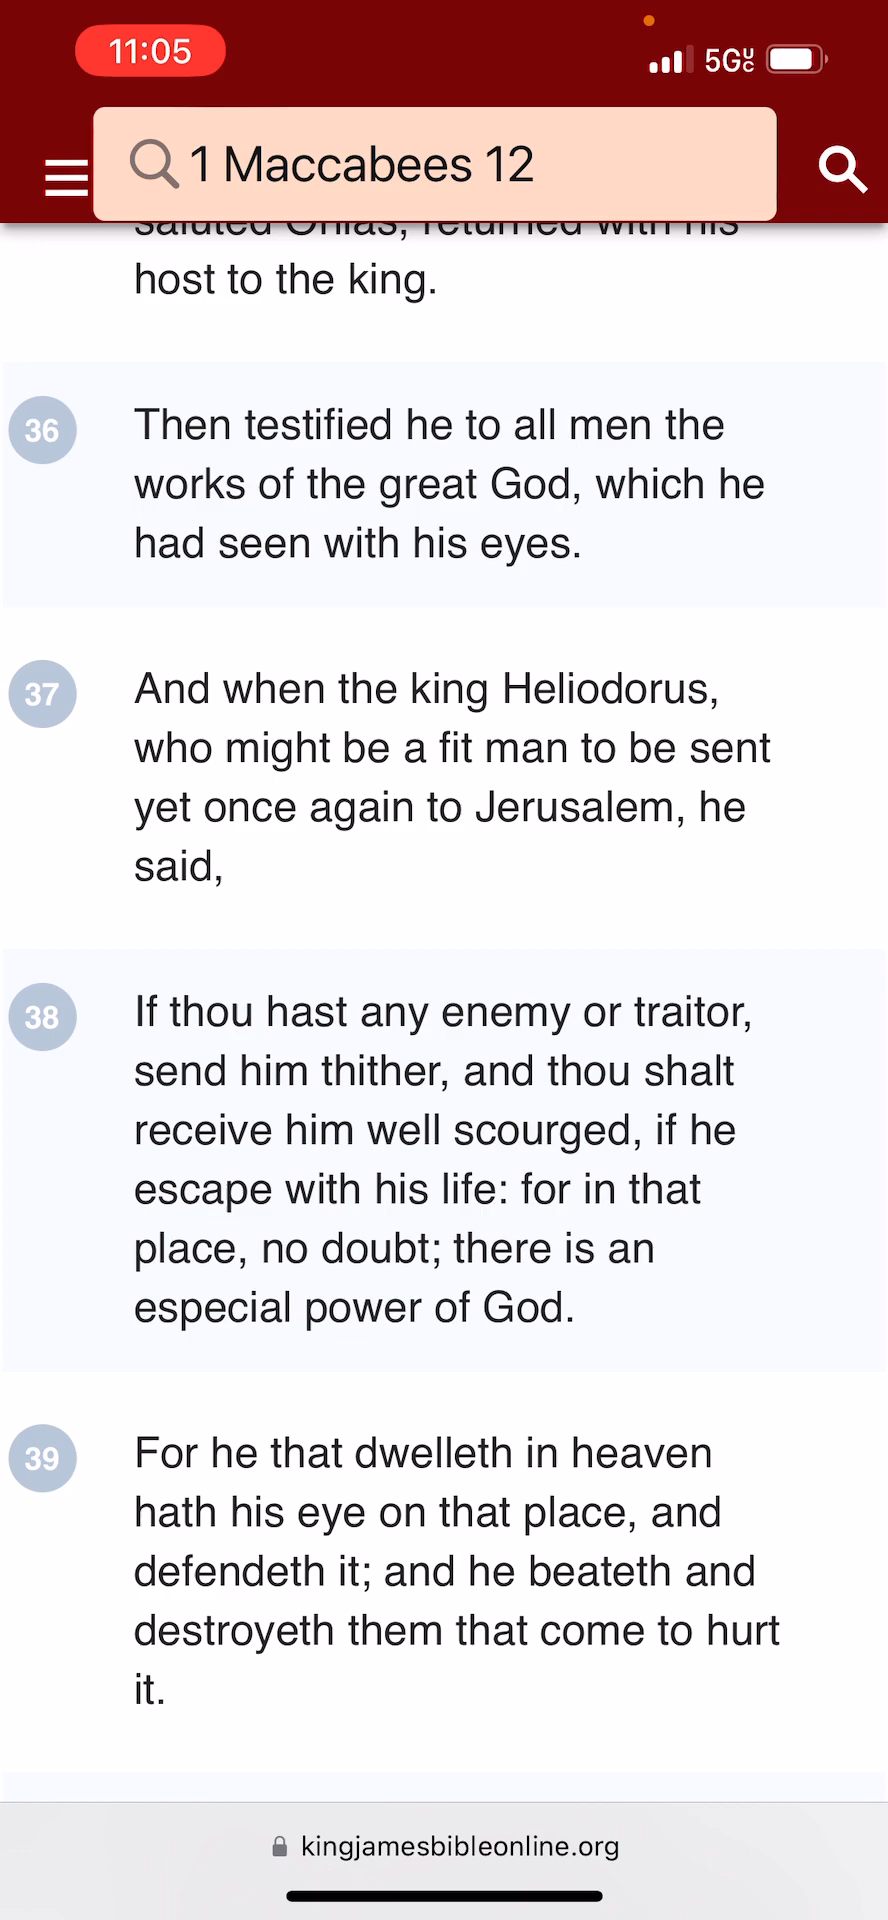 11:05
5G UC
1 Maccabees 12
saluted Onias, returned with his
host to the king.
36
Then testified he to all men the
works of the great God, which he
had seen with his eyes.
37
And when the king Heliodorus,
who might be a fit man to be sent
yet once again to Jerusalem, he
said,
38
If thou hast any enemy or traitor,
send him thither, and thou shalt
receive him well scourged, if he
escape with his life: for in that
place, no doubt; there is an
especial power of God.
39
For he that dwelleth in heaven
hath his eye on that place, and
defendeth it; and he beateth and
destroyeth them that come to hurt
it.
kingjamesbibleonline.org